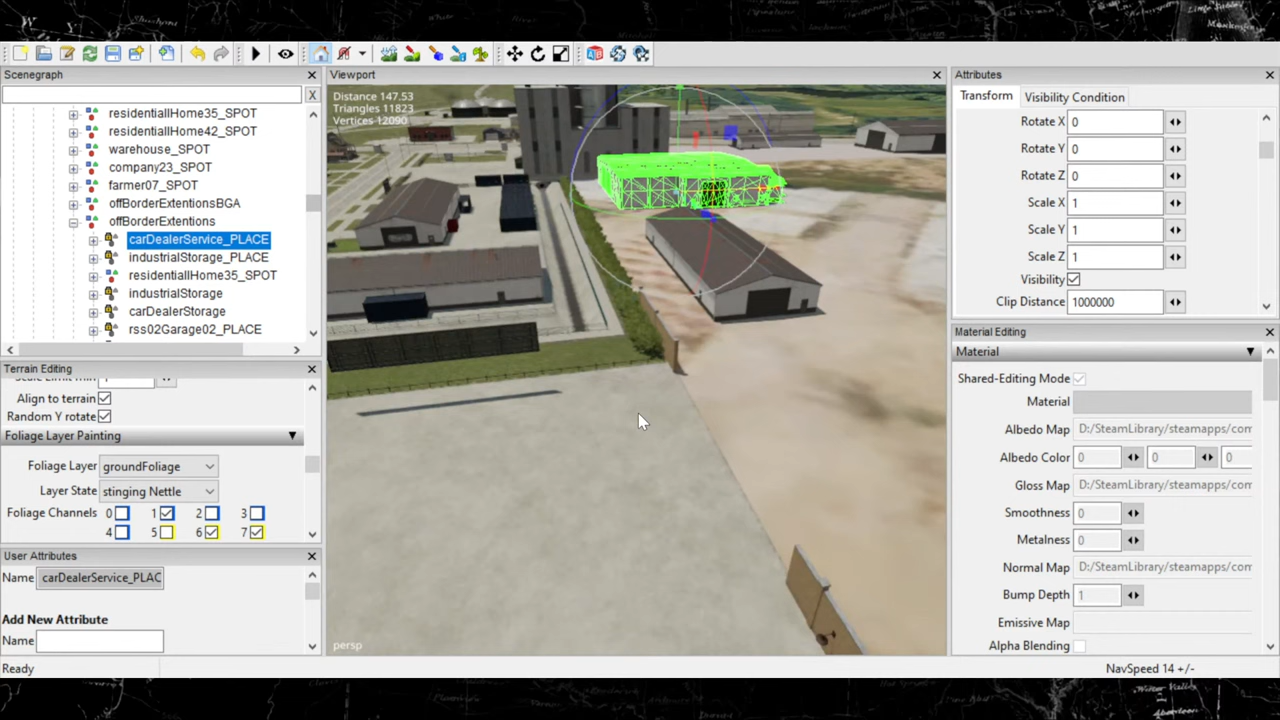 Scenegraph
X
residentiallHome35_SPOT
residentiallHome42_SPOT
warehouse_SPOT
company23_SPOT
farmer07_SPOT
offBorderExtentionsBGA
offBorderExtentions
carDealerService_PLACE
industrialStorage_PLACE
residentiallHome35_SPOT
industrialStorage
carDealerStorage
rss02Garage02_PLACE
Terrain Editing
Align to terrain
Random Y rotate
Foliage Layer Painting
Foliage Layer groundFoliage
Layer State stinging Nettle
Foliage Channels 0 1 2 3
4 5 6 7
User Attributes
Name carDealerService_PLAC
Add New Attribute
Name
Ready
Viewport
Distance 147.53
Triangles 11823
Vertices 12090
persp
Attributes
Transform Visibility Condition
Rotate X 0
Rotate Y 0
Rotate Z 0
Scale X 1
Scale Y 1
Scale Z 1
Visibility
Clip Distance 1000000
Material Editing
Material
Shared-Editing Mode
Material
Albedo Map D:/SteamLibrary/steamapps/com
Albedo Color 0 0 0
Gloss Map D:/SteamLibrary/steamapps/com
Smoothness 0
Metalness 0
Normal Map D:/SteamLibrary/steamapps/com
Bump Depth 1
Emissive Map
Alpha Blending
NavSpeed 14 +/-